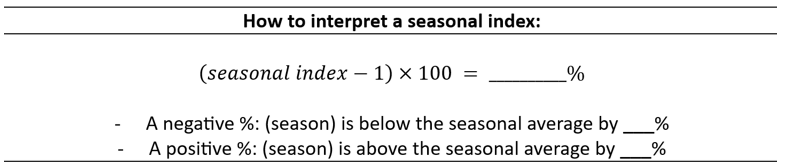 How to interpret a seasonal index:
(seasonal index − 1) × 100 = ________%
- A negative %: (season) is below the seasonal average by ___%
- A positive %: (season) is above the seasonal average by ___%